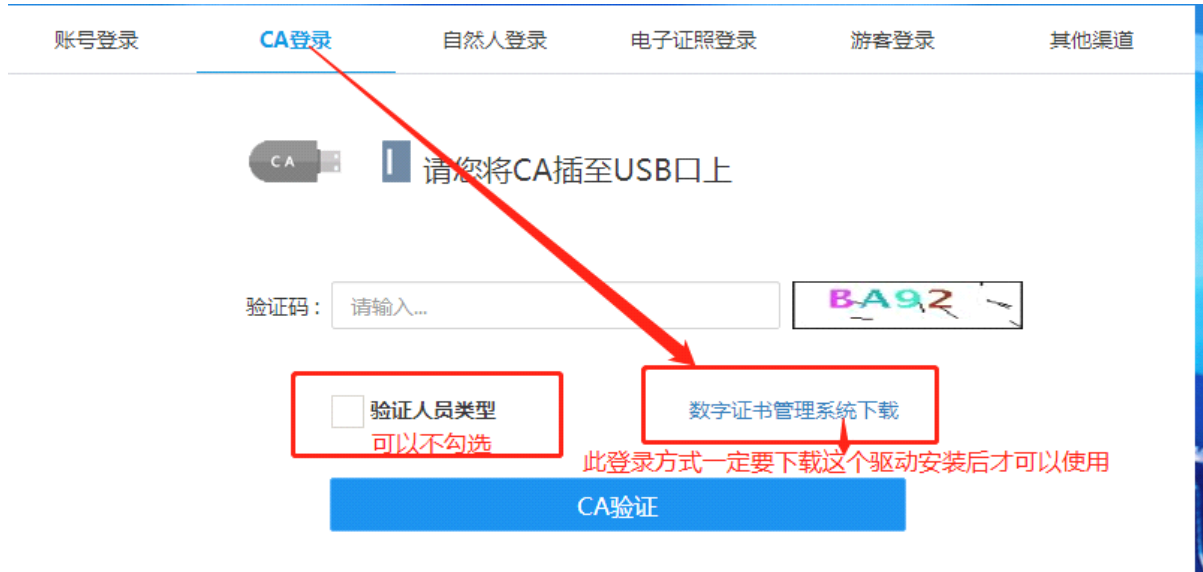 账号登录 CA登录 自然人登录 电子证照登录 游客登录 其他渠道
CA 请您将CA插至USB口上
验证码： 请输入... BA92
验证人员类型 数字证书管理系统下载
可以不勾选
此登录方式一定要下载这个驱动安装后才可以使用
CA验证